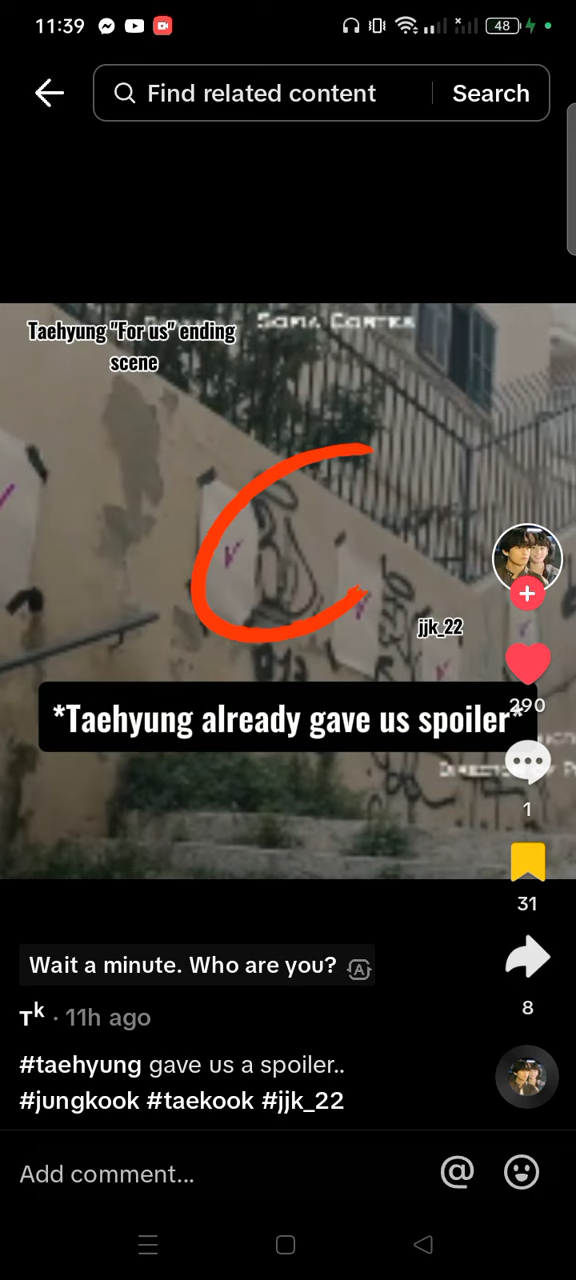 11:39
48
Find related content
Search
Taehyung "For us" ending
scene
SOFIA CORTES
jjk_22
*Taehyung already gave us spoiler*
290
1
31
8
Wait a minute. Who are you?
Tk · 11h ago
#taehyung gave us a spoiler..
#jungkook #taekook #jjk_22
Add comment...